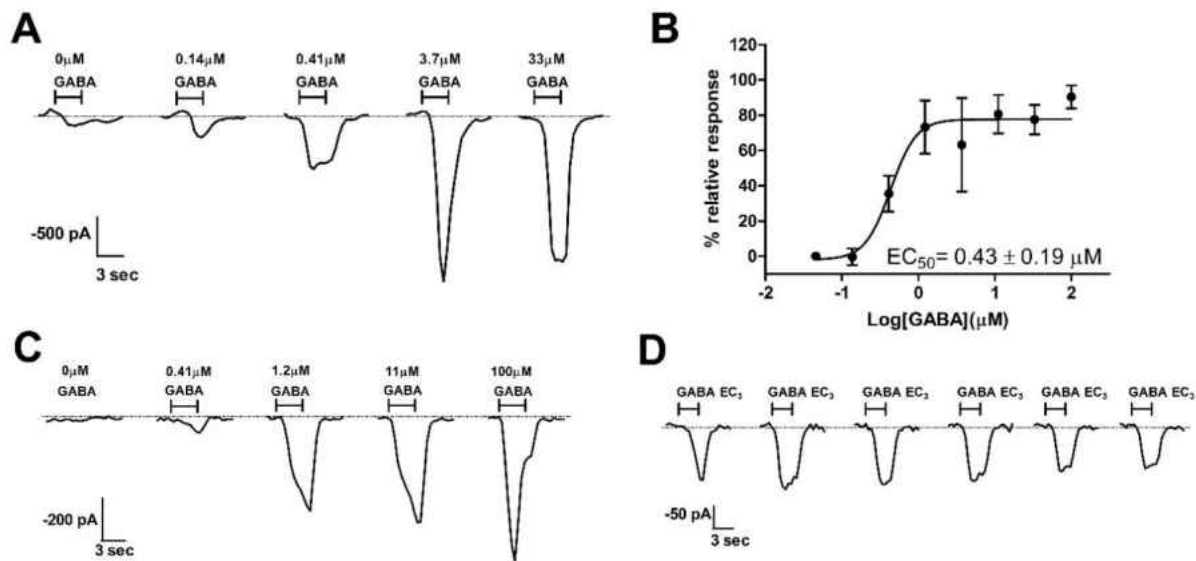 A
0μM 0.14μM 0.41μM 3.7μM 33μM
GABA GABA GABA GABA GABA
-500 pA
3 sec
B
120
100
80
60
40
20
0
% relative response
EC50= 0.43 ± 0.19 μM
-2 -1 0 1 2
Log[GABA](μM)
C
0μM 0.41μM 1.2μM 11μM 100μM
GABA GABA GABA GABA GABA
-200 pA
3 sec
D
GABA EC3 GABA EC3 GABA EC3 GABA EC3 GABA EC3 GABA EC3
-50 pA
3 sec